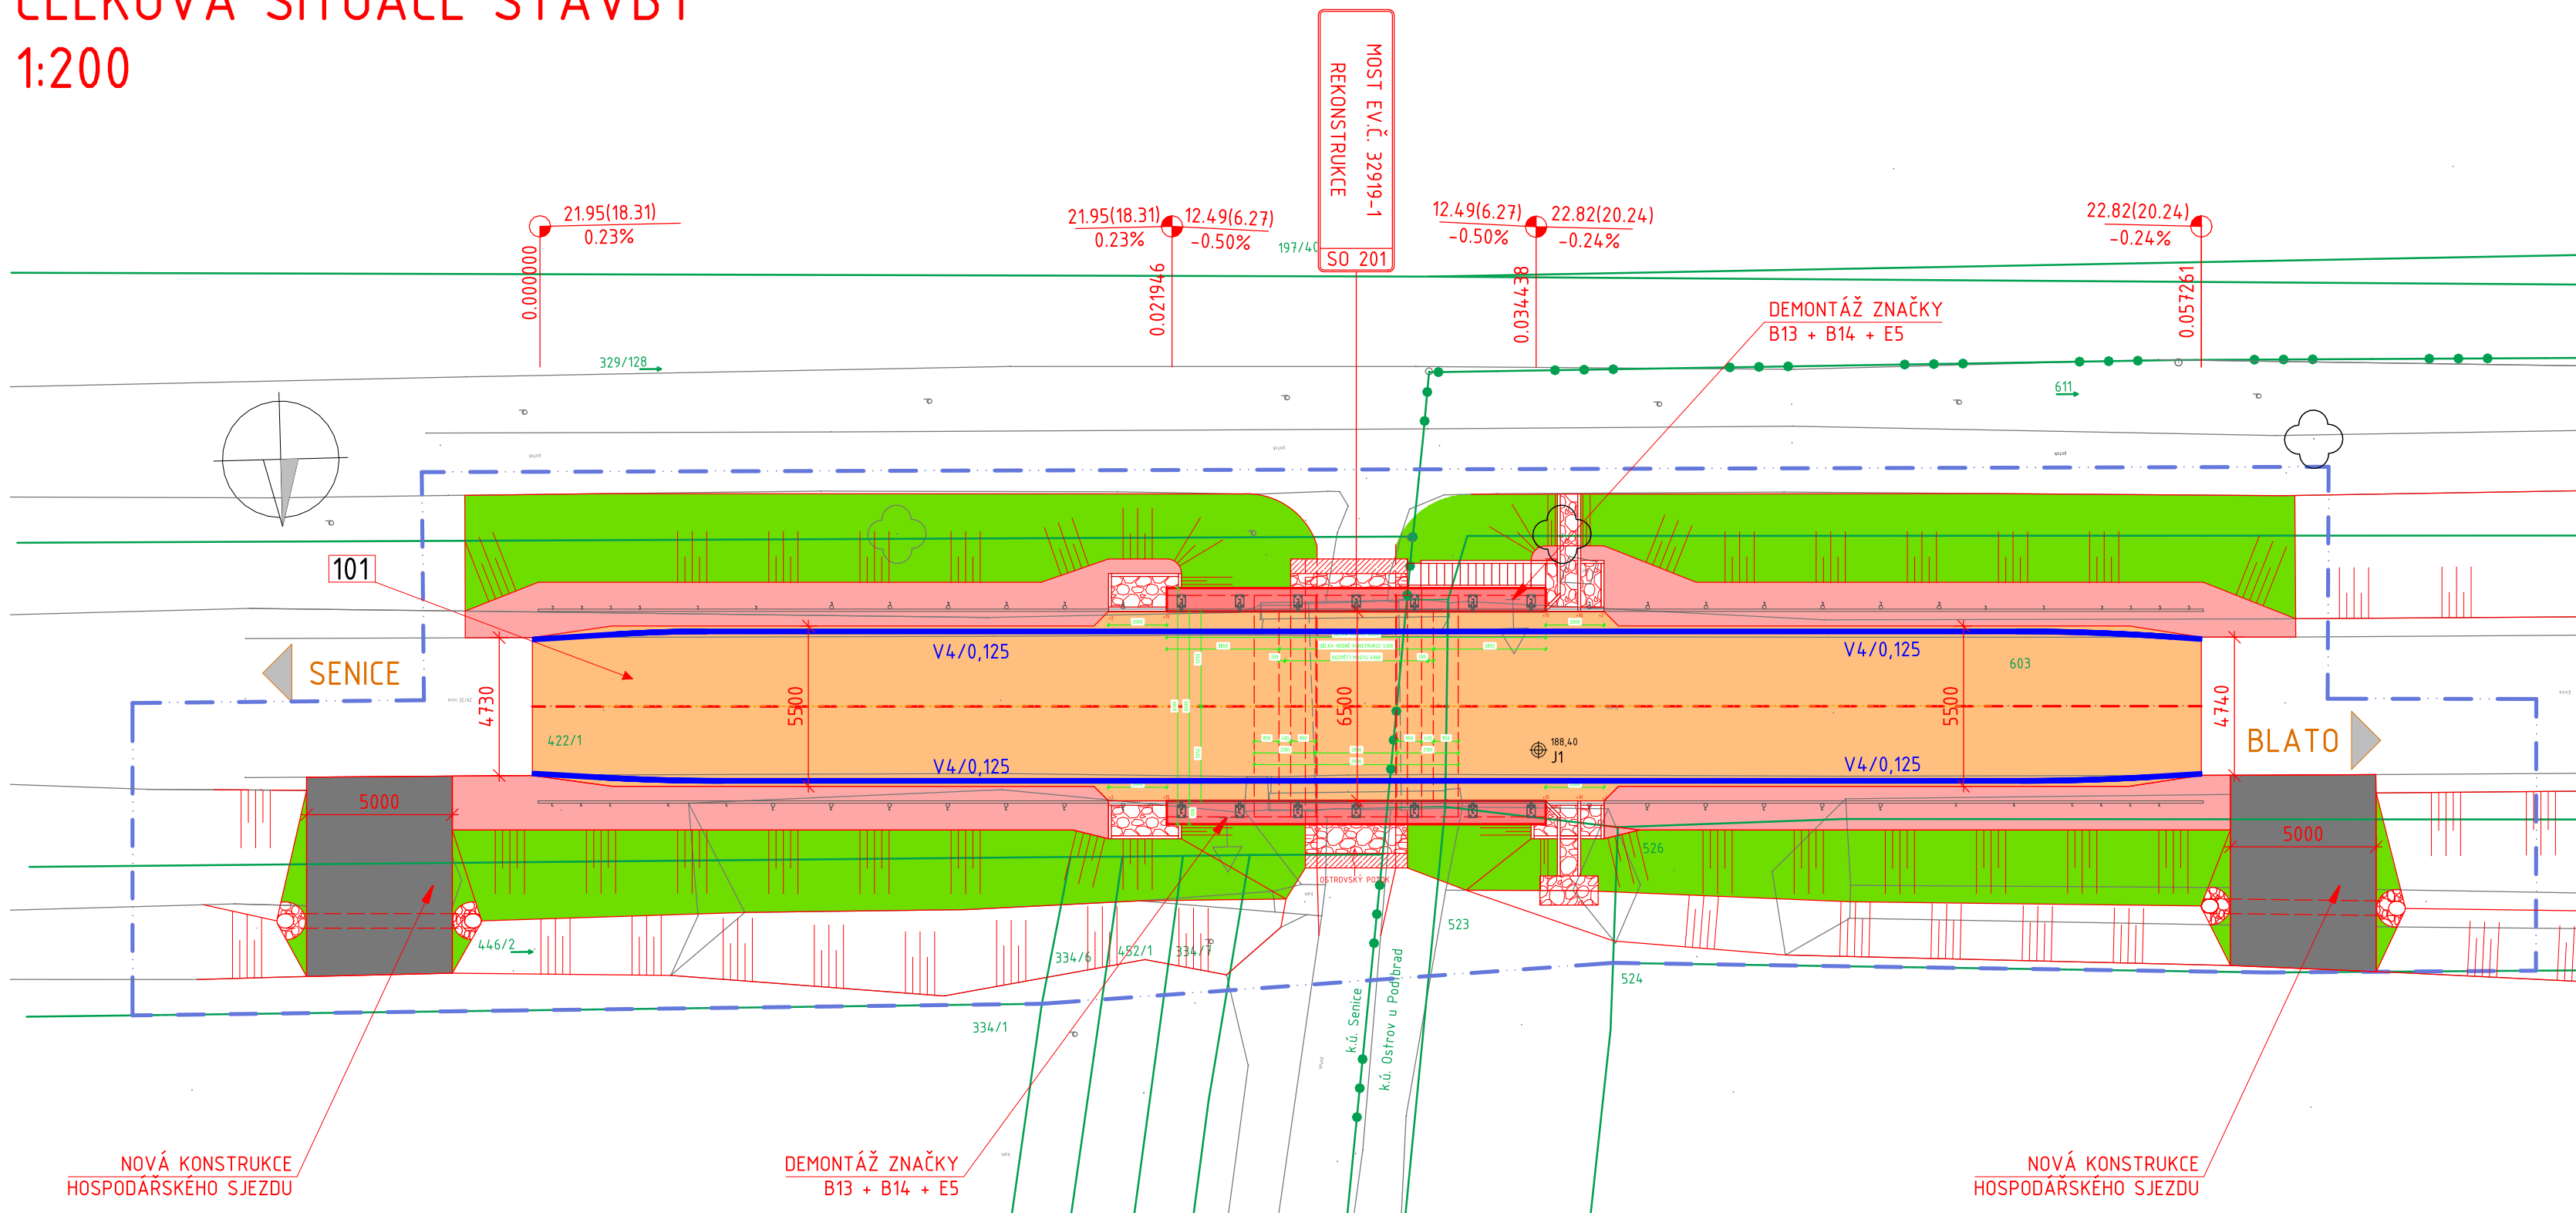 CELKOVÁ SITUACE STAVBY
1:200
MOST EV.Č. 32919-1
REKONSTRUKCE
SO 201
21.95(18.31)
0.23%
0.000000
21.95(18.31)
0.23%
12.49(6.27)
-0.50%
0.021946
197/40
12.49(6.27)
-0.50%
22.82(20.24)
-0.24%
0.034438
22.82(20.24)
-0.24%
0.057261
DEMONTÁŽ ZNAČKY
B13 + B14 + E5
329/128
611
101
SENICE
4730
5500
V4/0,125
6500
V4/0,125
603
5500
4740
BLATO
422/1
188,40
J1
V4/0,125
V4/0,125
5000
5000
526
OSTROVSKÝ POTOK
446/2
334/6
452/1
334/7
523
524
334/1
k.ú. Senice
k.ú. Ostrov u Poděbrad
NOVÁ KONSTRUKCE
HOSPODÁŘSKÉHO SJEZDU
DEMONTÁŽ ZNAČKY
B13 + B14 + E5
NOVÁ KONSTRUKCE
HOSPODÁŘSKÉHO SJEZDU